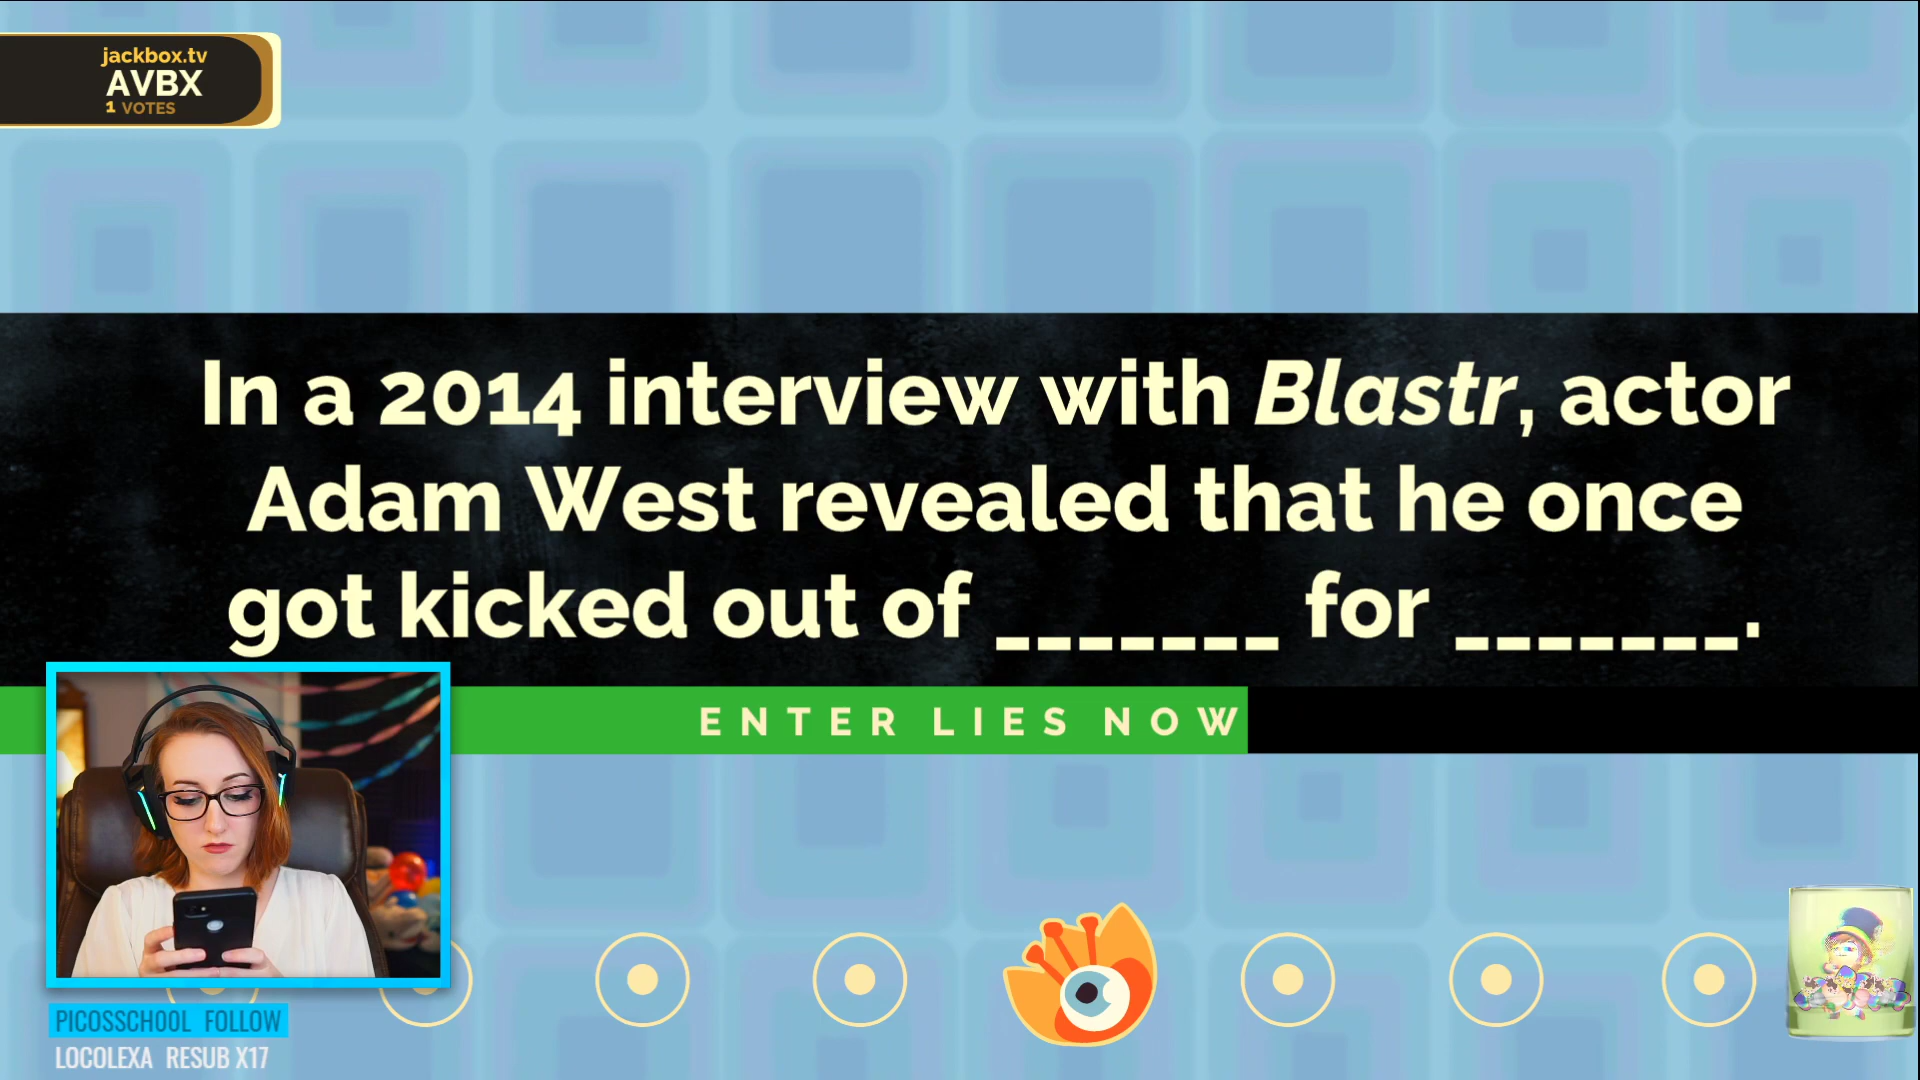 jackbox.tv
AVBX
1 VOTES
In a 2014 interview with Blastr, actor
Adam West revealed that he once
got kicked out of _______ for _______.
ENTER LIES NOW
PICOSSCHOOL FOLLOW
LOCOLEXA RESUB X17